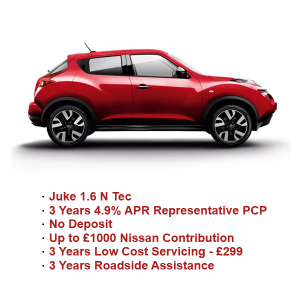 · Juke 1.6 N Tec
· 3 Years 4.9% APR Representative PCP
· No Deposit
· Up to £1000 Nissan Contribution
· 3 Years Low Cost Servicing - £299
· 3 Years Roadside Assistance